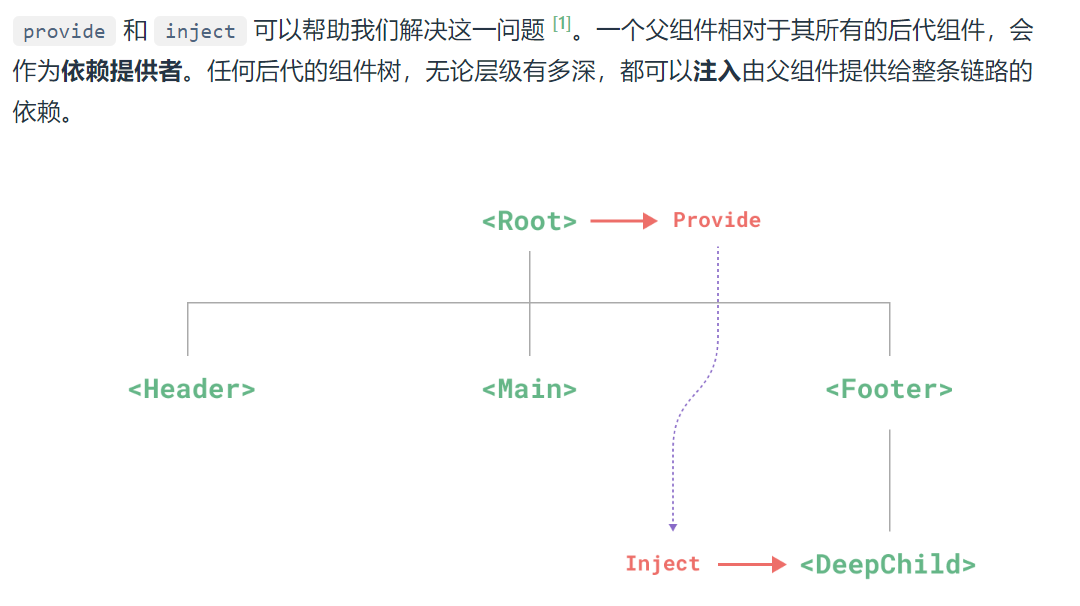 provide 和 inject 可以帮助我们解决这一问题 [1]。一个父组件相对于其所有的后代组件，会
作为依赖提供者。任何后代的组件树，无论层级有多深，都可以注入由父组件提供给整条链路的
依赖。
<Root> Provide
<Header> <Main> <Footer>
Inject <DeepChild>